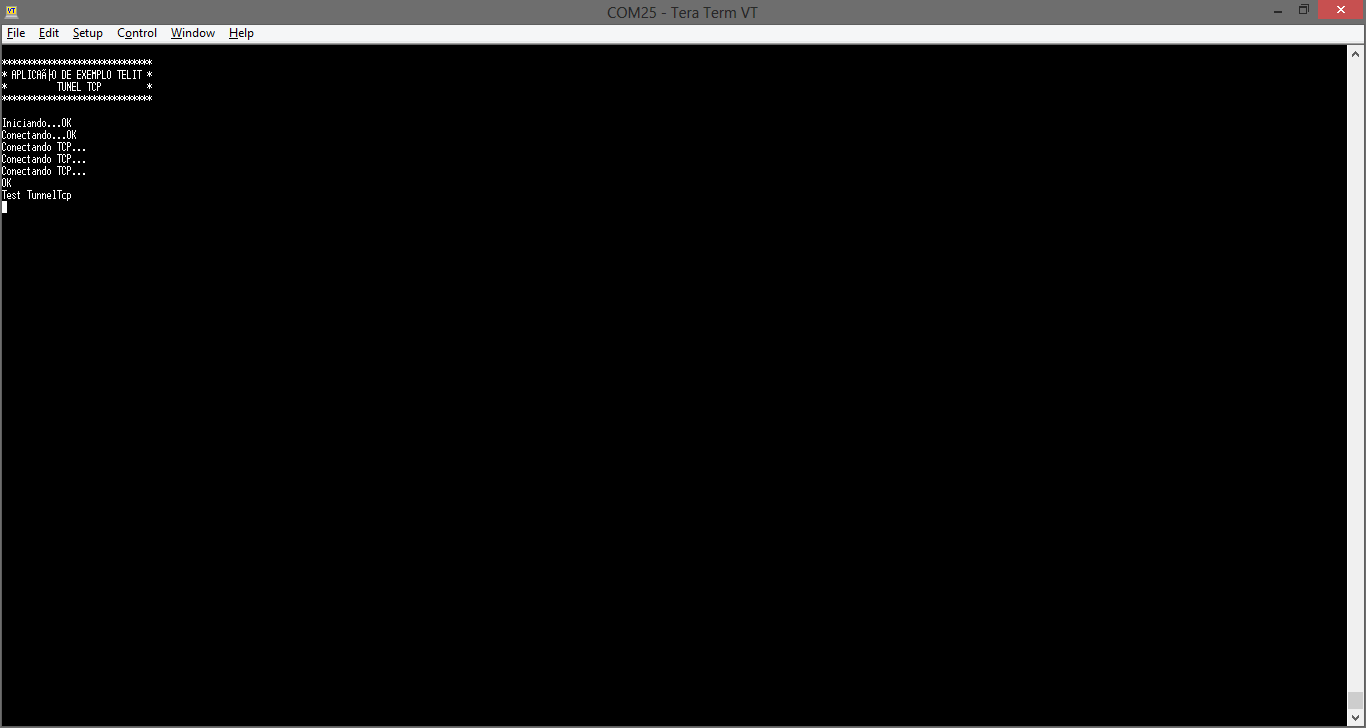 COM25 - Tera Term VT
File Edit Setup Control Window Help
******************************
* APLICAÃ|O DE EXEMPLO TELIT *
* TUNEL TCP *
******************************
Iniciando...OK
Conectando...OK
Conectando TCP...
Conectando TCP...
Conectando TCP...
OK
Test TunnelTcp